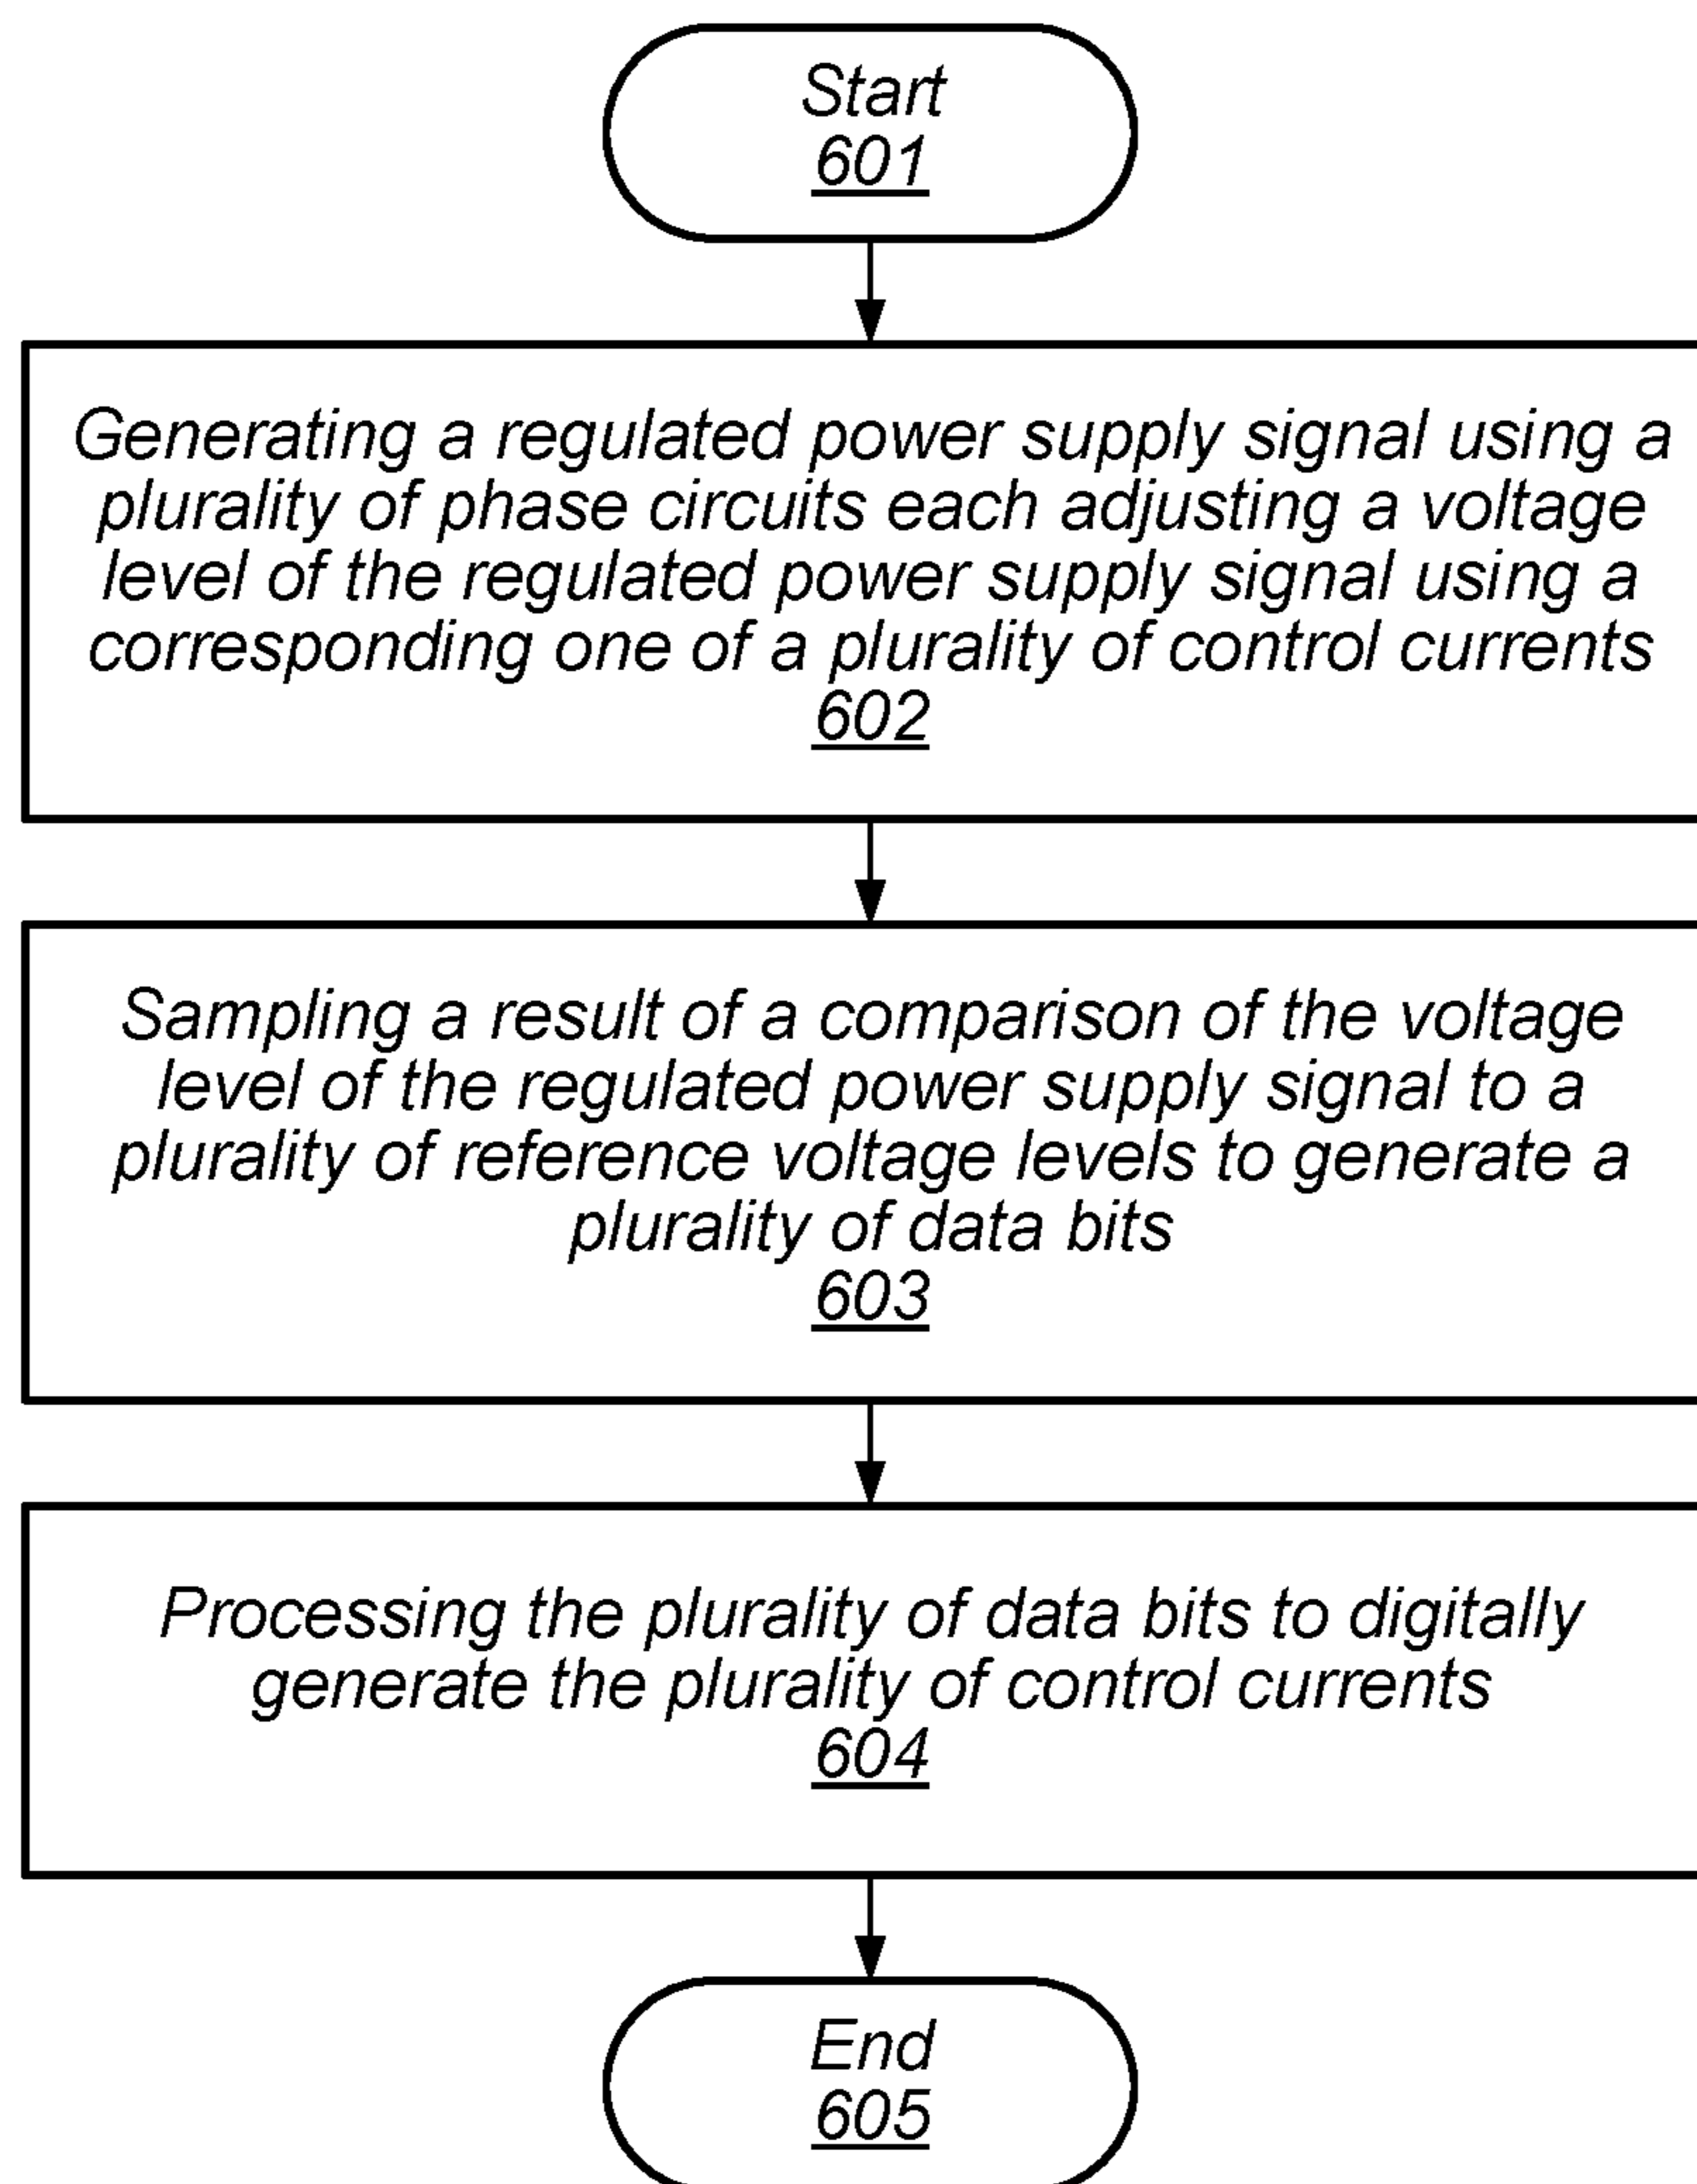 Start
601
Generating a regulated power supply signal using a
plurality of phase circuits each adjusting a voltage
level of the regulated power supply signal using a
corresponding one of a plurality of control currents
602
Sampling a result of a comparison of the voltage
level of the regulated power supply signal to a
plurality of reference voltage levels to generate a
plurality of data bits
603
Processing the plurality of data bits to digitally
generate the plurality of control currents
604
End
605